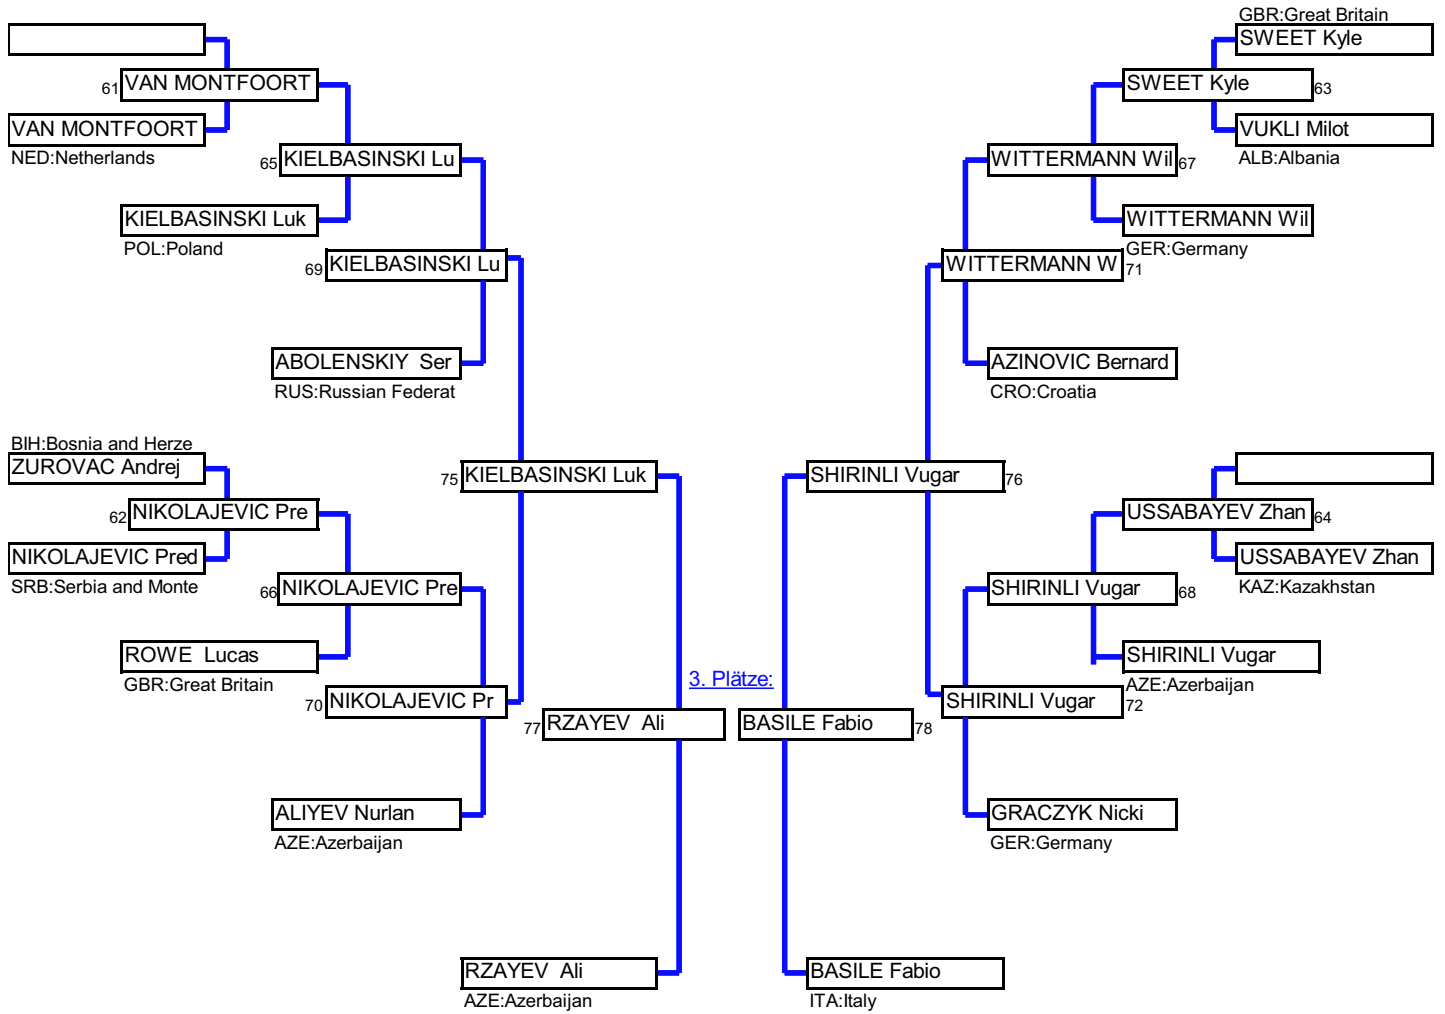 GBR:Great Britain
SWEET Kyle
61 VAN MONTFOORT
SWEET Kyle 63
VAN MONTFOORT
VUKLI Milot
NED:Netherlands
ALB:Albania
65 KIELBASINSKI Lu
WITTERMANN Wil 67
KIELBASINSKI Luk
WITTERMANN Wil
POL:Poland
GER:Germany
69 KIELBASINSKI Lu
WITTERMANN W 71
ABOLENSKIY Ser
AZINOVIC Bernard
RUS:Russian Federat
CRO:Croatia
BIH:Bosnia and Herze
ZUROVAC Andrej
75 KIELBASINSKI Luk
SHIRINLI Vugar 76
62 NIKOLAJEVIC Pre
USSABAYEV Zhan 64
NIKOLAJEVIC Pred
USSABAYEV Zhan
SRB:Serbia and Monte
KAZ:Kazakhstan
66 NIKOLAJEVIC Pre
SHIRINLI Vugar 68
ROWE Lucas
SHIRINLI Vugar
GBR:Great Britain
AZE:Azerbaijan
3. Plätze:
70 NIKOLAJEVIC Pr
SHIRINLI Vugar 72
77 RZAYEV Ali
BASILE Fabio 78
ALIYEV Nurlan
GRACZYK Nicki
AZE:Azerbaijan
GER:Germany
RZAYEV Ali
BASILE Fabio
AZE:Azerbaijan
ITA:Italy